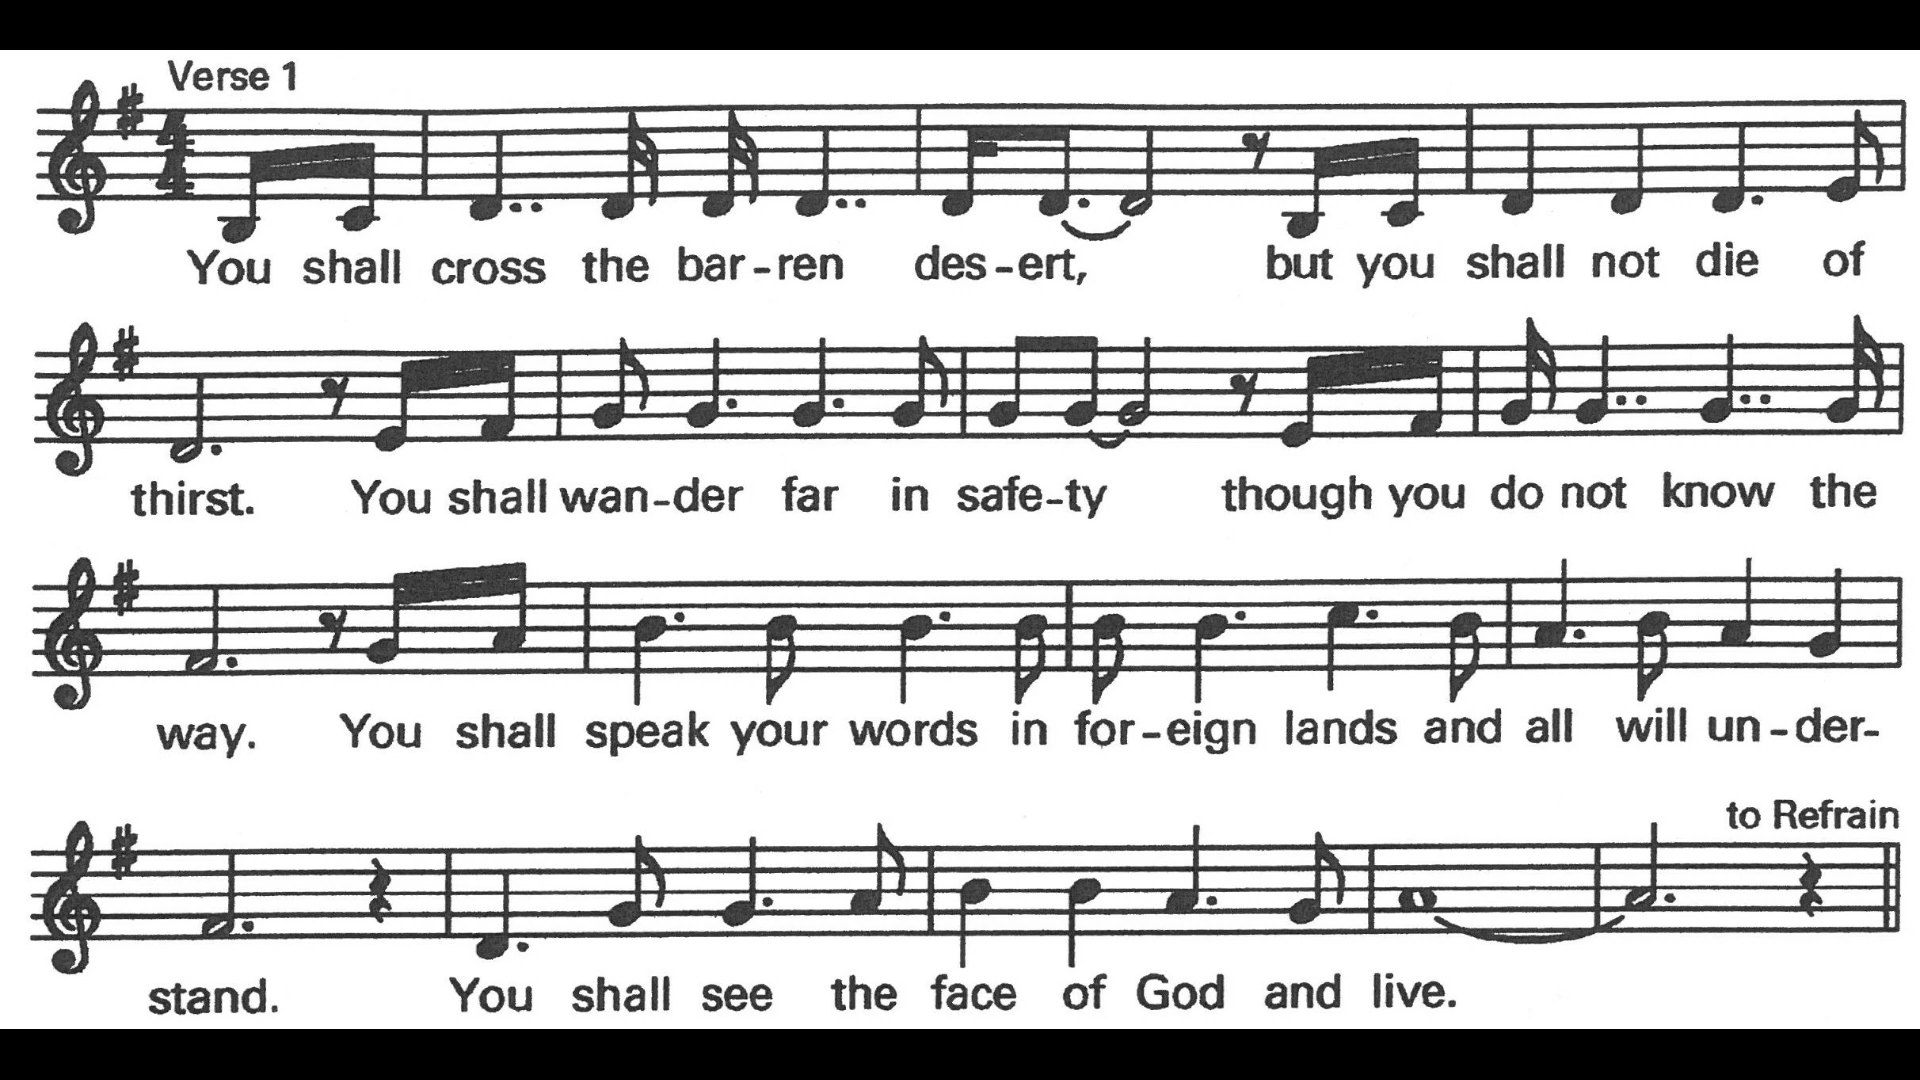 Verse 1
You shall cross the bar-ren des-ert, but you shall not die of
thirst. You shall wan-der far in safe-ty though you do not know the
way. You shall speak your words in for-eign lands and all will un-der-
to Refrain
stand. You shall see the face of God and live.